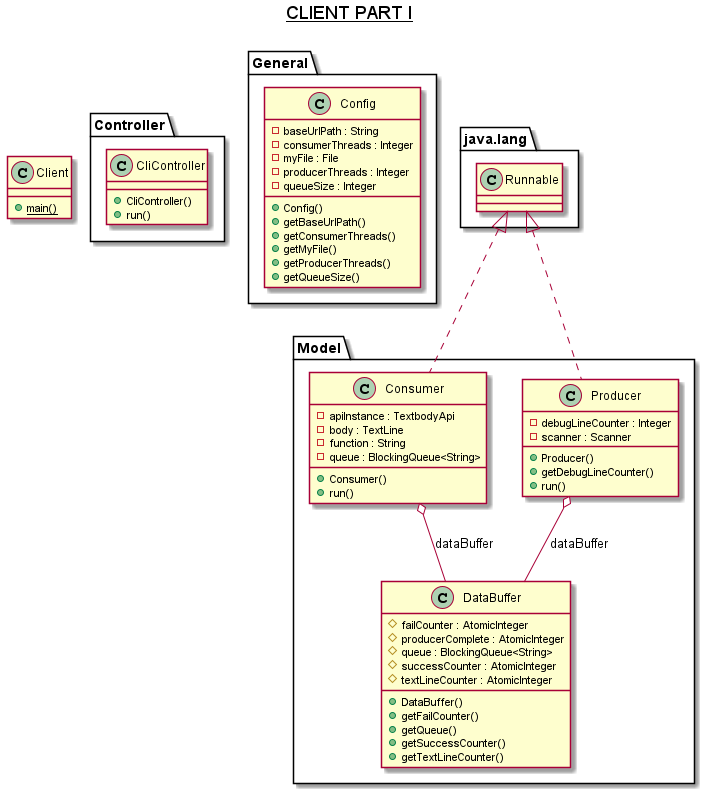 CLIENT PART I
C Client
main()
Controller
C CliController
CliController()
run()
General
C Config
baseUrlPath : String
consumerThreads : Integer
myFile : File
producerThreads : Integer
queueSize : Integer
Config()
getBaseUrlPath()
getConsumerThreads()
getMyFile()
getProducerThreads()
getQueueSize()
java.lang
C Runnable
Model
C Consumer
apiInstance : TextbodyApi
body : TextLine
function : String
queue : BlockingQueue<String>
Consumer()
run()
C Producer
debugLineCounter : Integer
scanner : Scanner
Producer()
getDebugLineCounter()
run()
dataBuffer
dataBuffer
C DataBuffer
failCounter : AtomicInteger
producerComplete : AtomicInteger
queue : BlockingQueue<String>
successCounter : AtomicInteger
textLineCounter : AtomicInteger
DataBuffer()
getFailCounter()
getQueue()
getSuccessCounter()
getTextLineCounter()